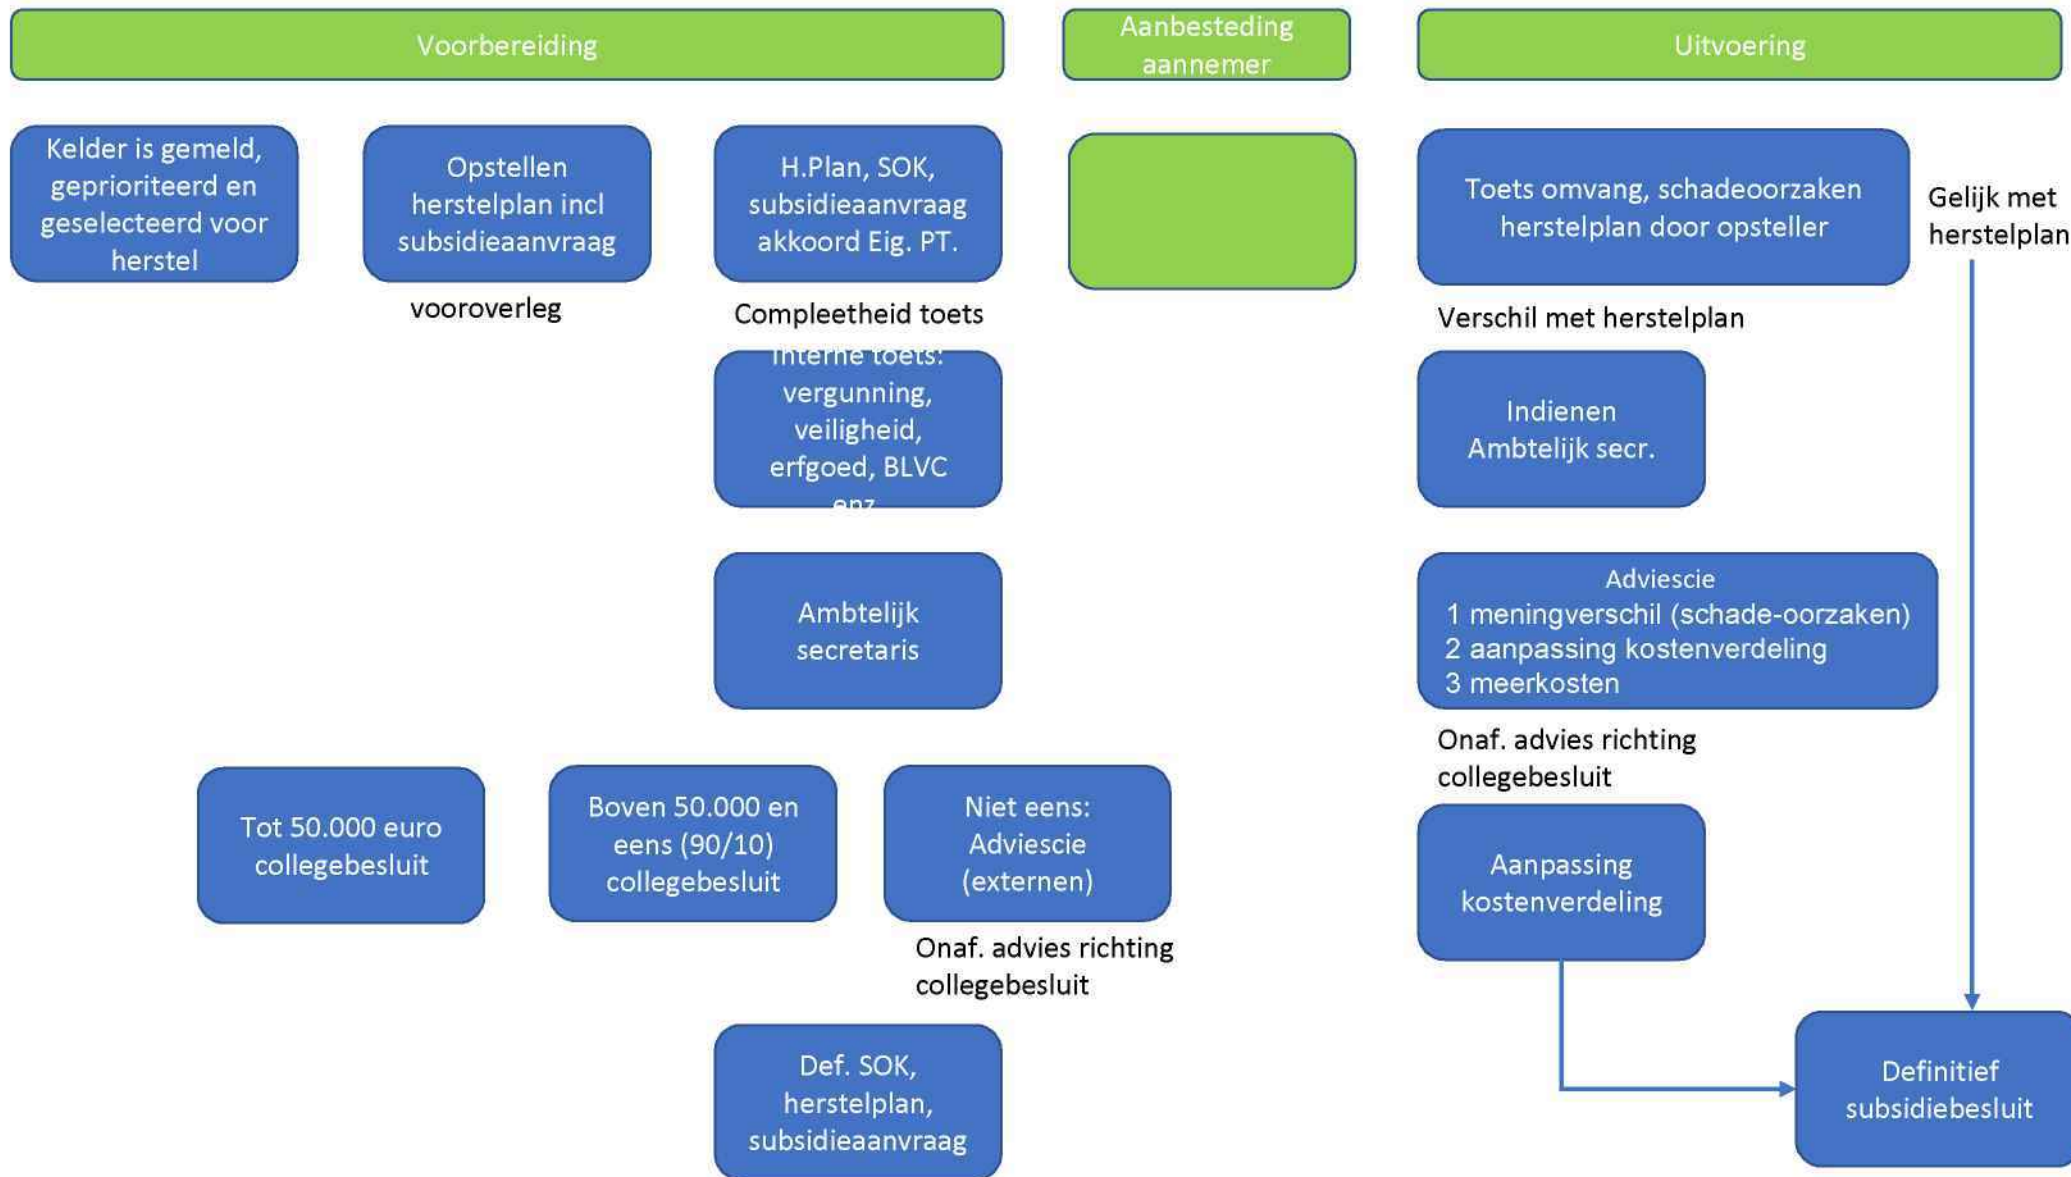 Voorbereiding
Aanbesteding
aannemer
Uitvoering
Kelder is gemeld,
geprioriteerd en
geselecteerd voor
herstel
Opstellen
herstelplan incl
subsidieaanvraag
vooroverleg
H.Plan, SOK,
subsidieaanvraag
akkoord Eig. PT.
Compleetheid toets
Interne toets:
vergunning,
veiligheid,
erfgoed, BLVC
enz
Ambtelijk
secretaris
Tot 50.000 euro
collegebesluit
Boven 50.000 en
eens (90/10)
collegebesluit
Niet eens:
Adviescie
(externen)
Onaf. advies richting
collegebesluit
Def. SOK,
herstelplan,
subsidieaanvraag
Toets omvang, schadeoorzaken
herstelplan door opsteller
Gelijk met
herstelplan
Verschil met herstelplan
Indienen
Ambtelijk secr.
Adviescie
1 meningverschil (schade-oorzaken)
2 aanpassing kostenverdeling
3 meerkosten
Onaf. advies richting
collegebesluit
Aanpassing
kostenverdeling
Definitief
subsidiebesluit